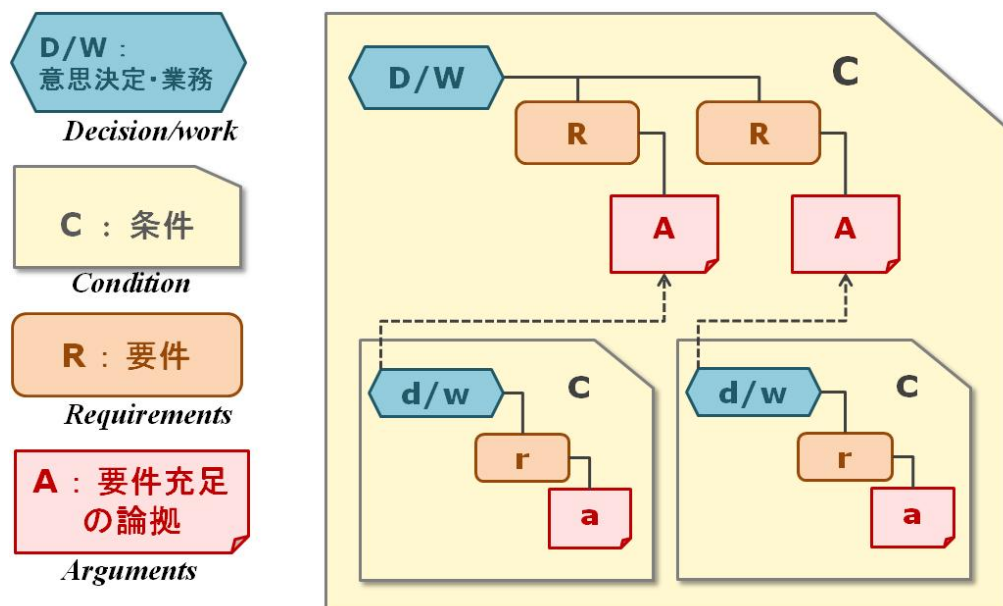 D/W：
意思決定・業務
Decision/work
C ： 条件
Condition
R ： 要件
Requirements
A ： 要件充足
の論拠
Arguments
D/W
C
R
R
A
A
d/w
C
r
a
d/w
C
r
a